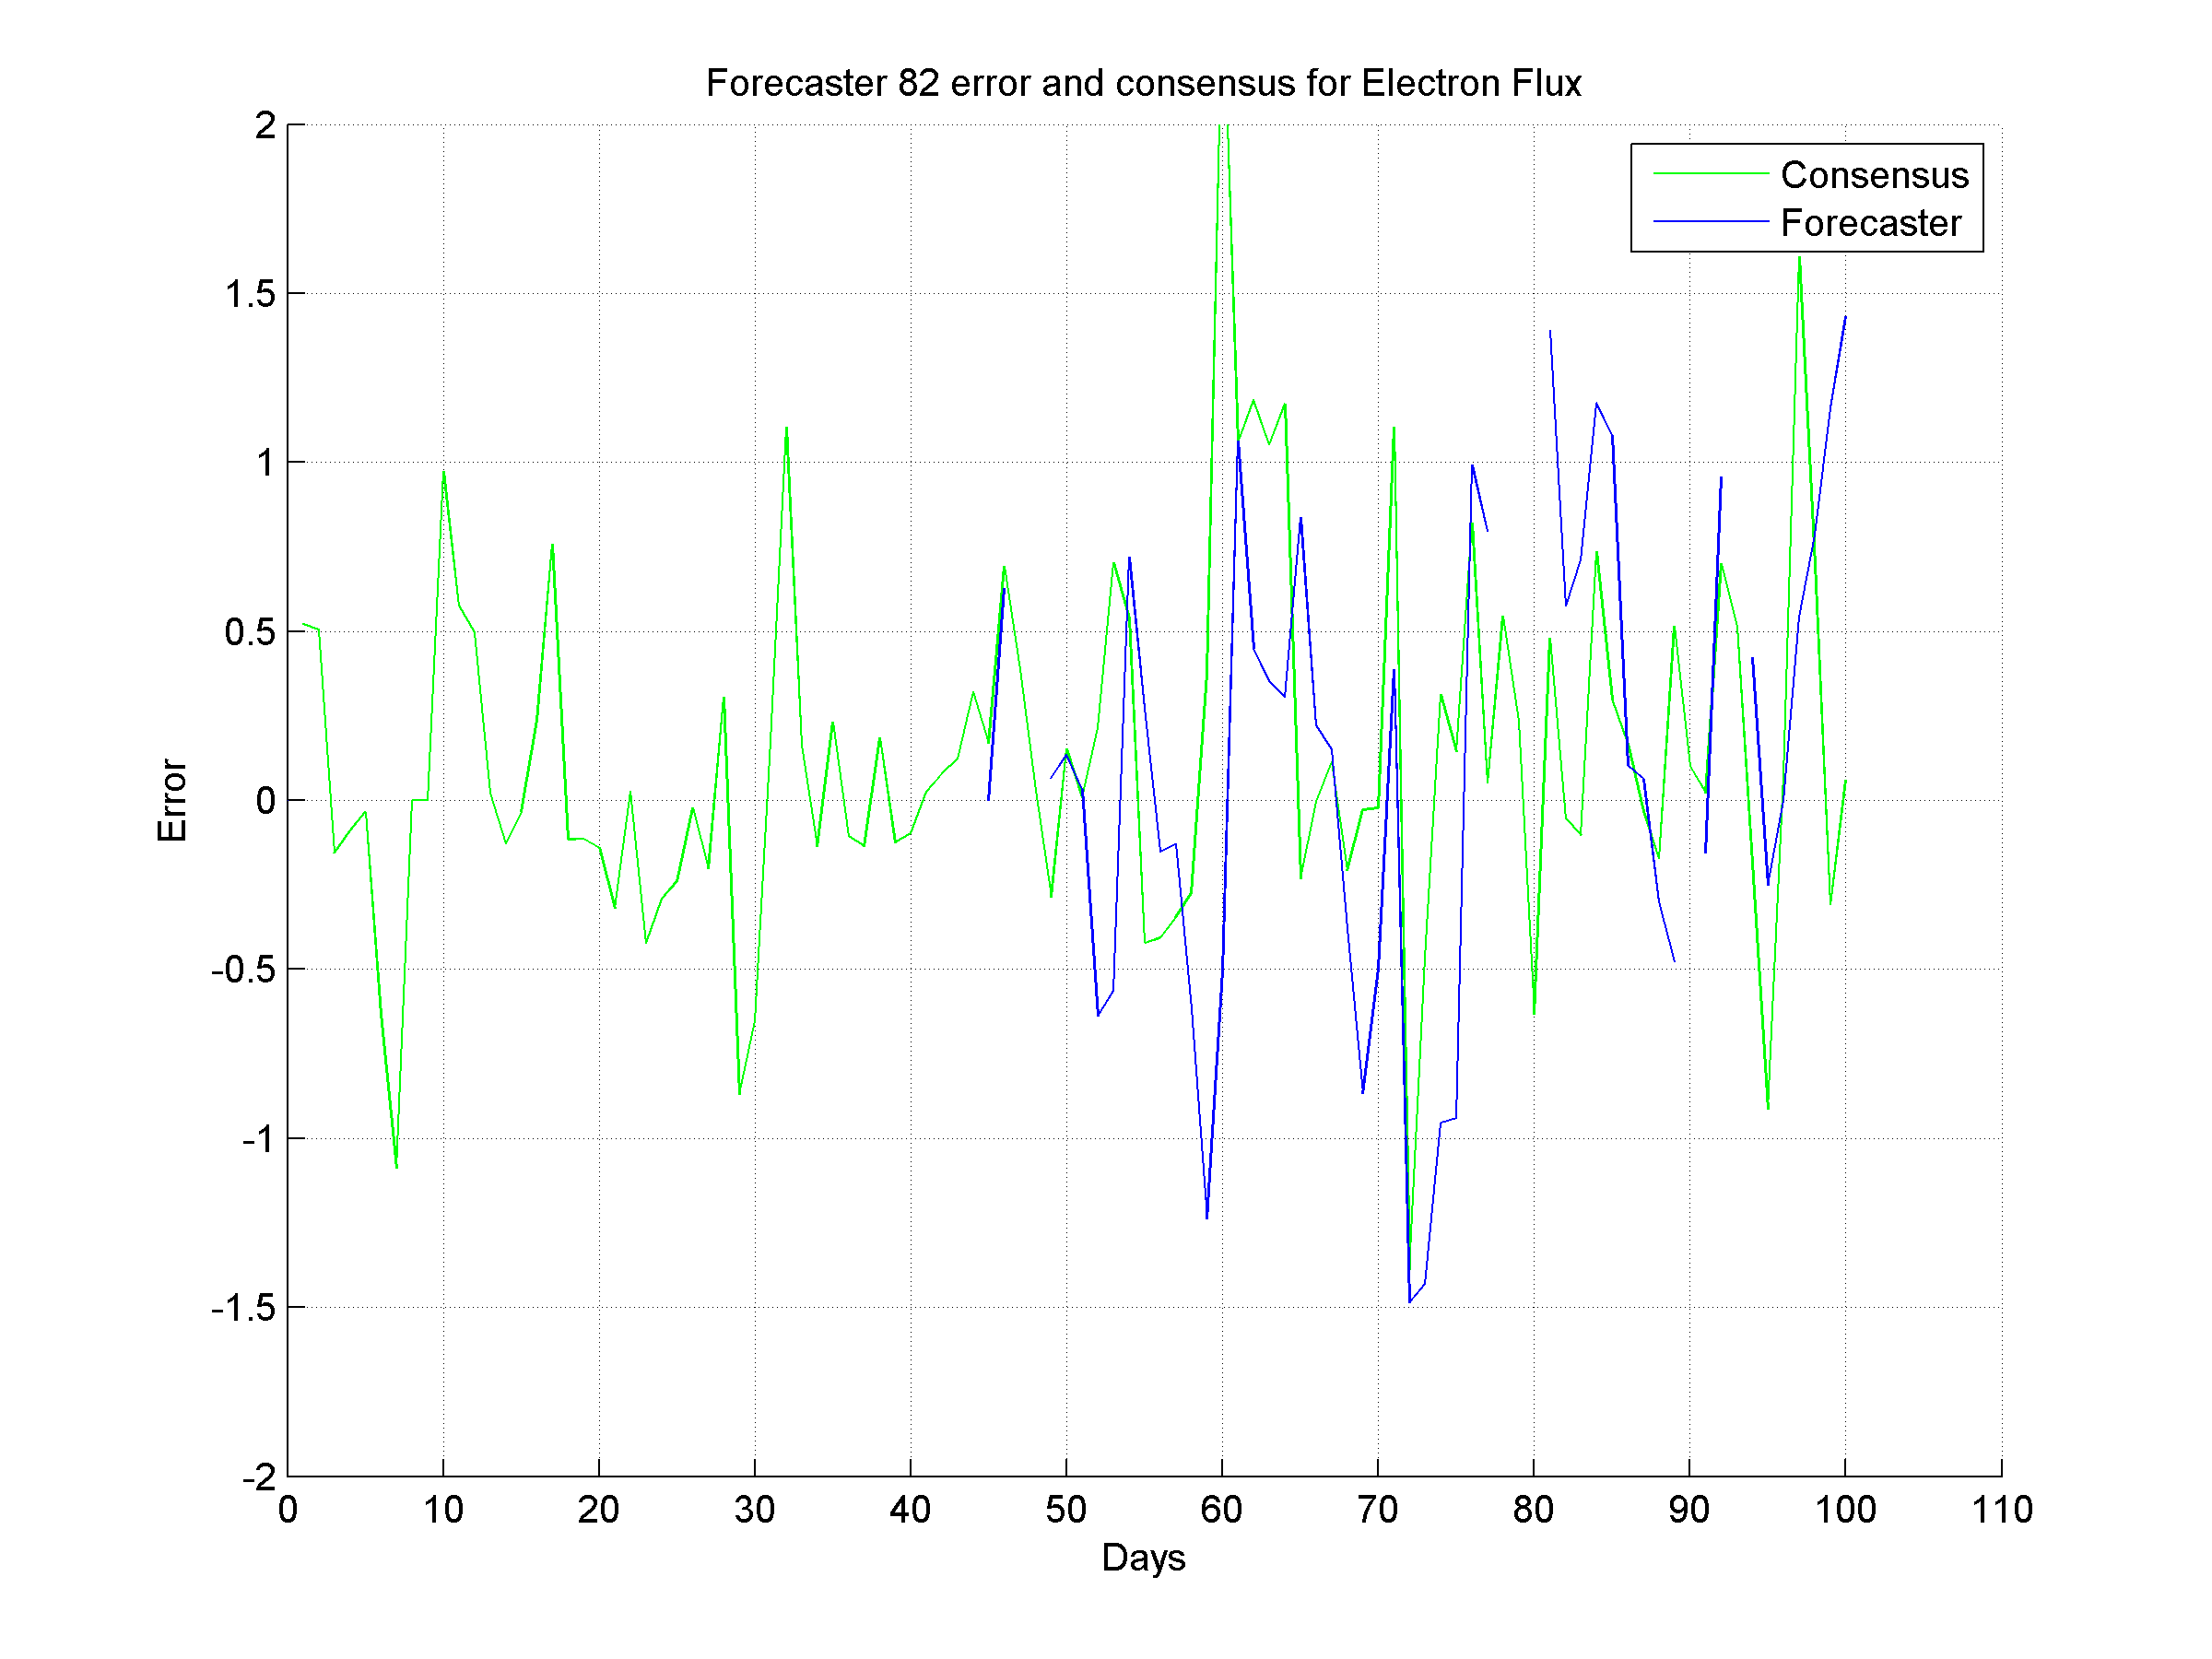 Forecaster 82 error and consensus for Electron Flux
2
1.5
1
0.5
0
-0.5
-1
-1.5
-2
Error
Consensus
Forecaster
0 10 20 30 40 50 60 70 80 90 100 110
Days